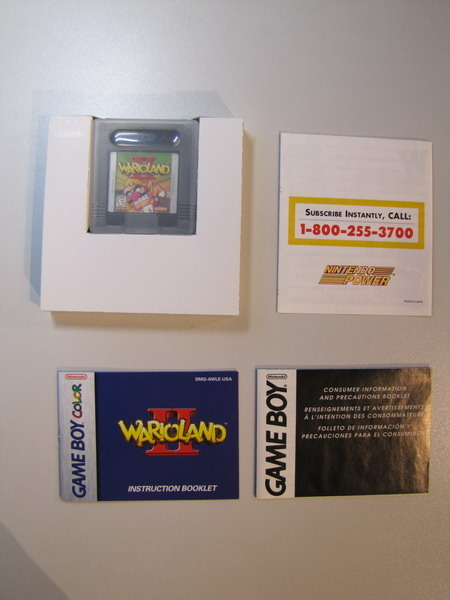 WARIOLAND
II
SUBSCRIBE INSTANTLY, CALL:
1-800-255-3700
NINTENDO
POWER
Nintendo
GAME BOY COLOR
DMG-AWLE-USA
WARIOLAND
II
INSTRUCTION BOOKLET
Nintendo
GAME BOY
CONSUMER INFORMATION
AND PRECAUTIONS BOOKLET
RENSEIGNEMENTS ET AVERTISSEMENTS
À L'INTENTION DES CONSOMMATEURS
FOLLETO DE INFORMACIÓN Y
PRECAUCIONES PARA EL CONSUMIDOR